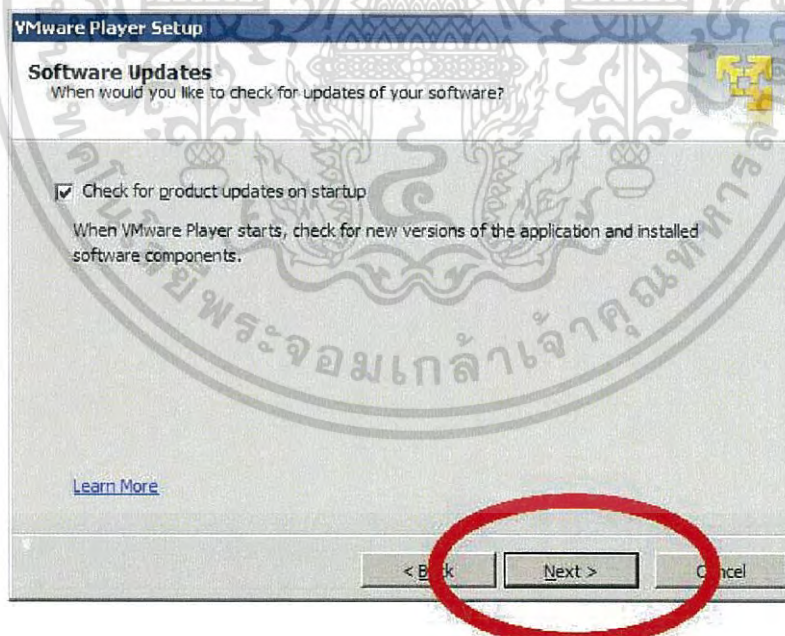 VMware Player Setup
Software Updates
When would you like to check for updates of your software?
Check for product updates on startup
When VMware Player starts, check for new versions of the application and installed
software components.
พระจอมเกล้าเจ้าคุณทหาร
Learn More
< Back
Next >
Cancel